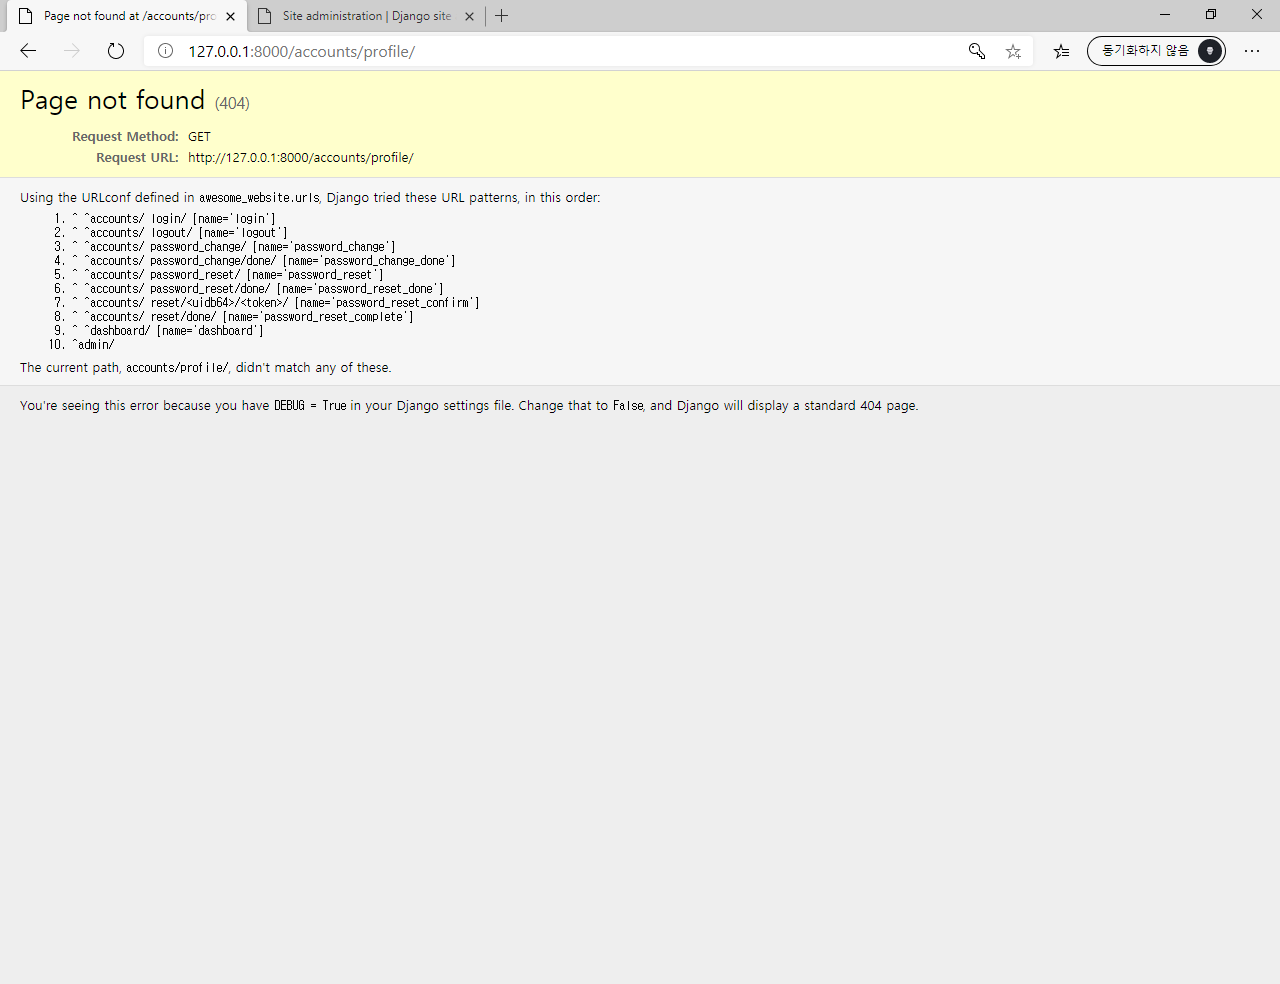 Page not found at /accounts/pro
Site administration | Django site
127.0.0.1:8000/accounts/profile/
동기화하지 않음
Page not found (404)
Request Method: GET
Request URL: http://127.0.0.1:8000/accounts/profile/
Using the URLconf defined in awesome_website.urls, Django tried these URL patterns, in this order:
1. ^ ^accounts/ login/ [name='login']
2. ^ ^accounts/ logout/ [name='logout']
3. ^ ^accounts/ password_change/ [name='password_change']
4. ^ ^accounts/ password_change/done/ [name='password_change_done']
5. ^ ^accounts/ password_reset/ [name='password_reset']
6. ^ ^accounts/ password_reset/done/ [name='password_reset_done']
7. ^ ^accounts/ reset/<uidb64>/<token>/ [name='password_reset_confirm']
8. ^ ^accounts/ reset/done/ [name='password_reset_complete']
9. ^ ^dashboard/ [name='dashboard']
10. ^admin/
The current path, accounts/profile/, didn't match any of these.
You're seeing this error because you have DEBUG = True in your Django settings file. Change that to False, and Django will display a standard 404 page.